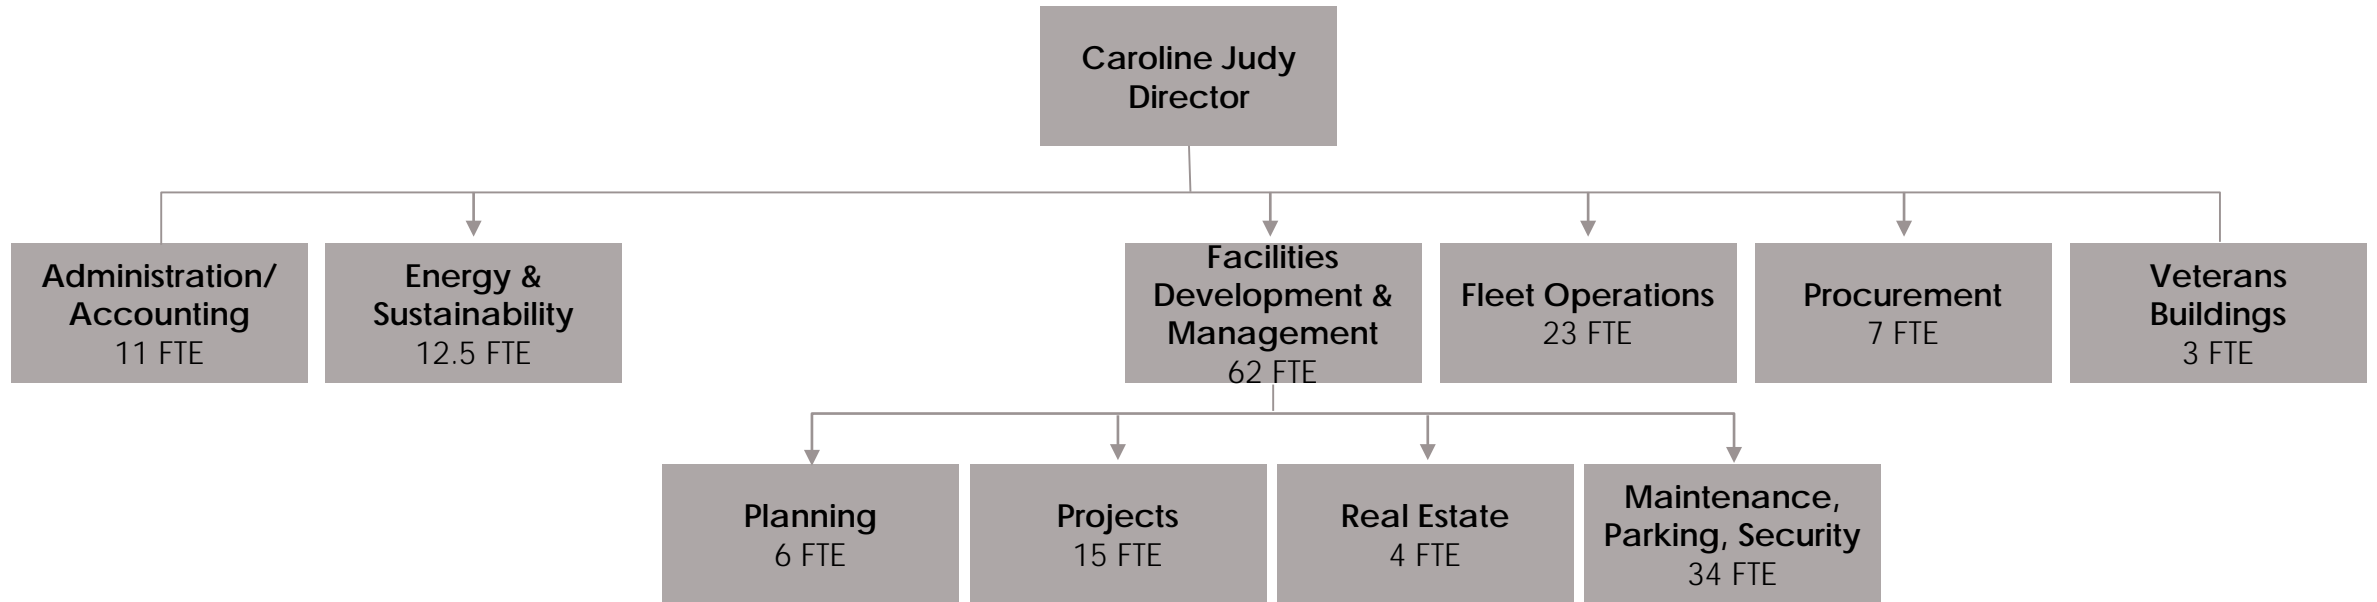 Caroline Judy
Director
Administration/
Accounting
11 FTE
Energy &
Sustainability
12.5 FTE
Facilities
Development &
Management
62 FTE
Fleet Operations
23 FTE
Procurement
7 FTE
Veterans
Buildings
3 FTE
Planning
6 FTE
Projects
15 FTE
Real Estate
4 FTE
Maintenance,
Parking, Security
34 FTE